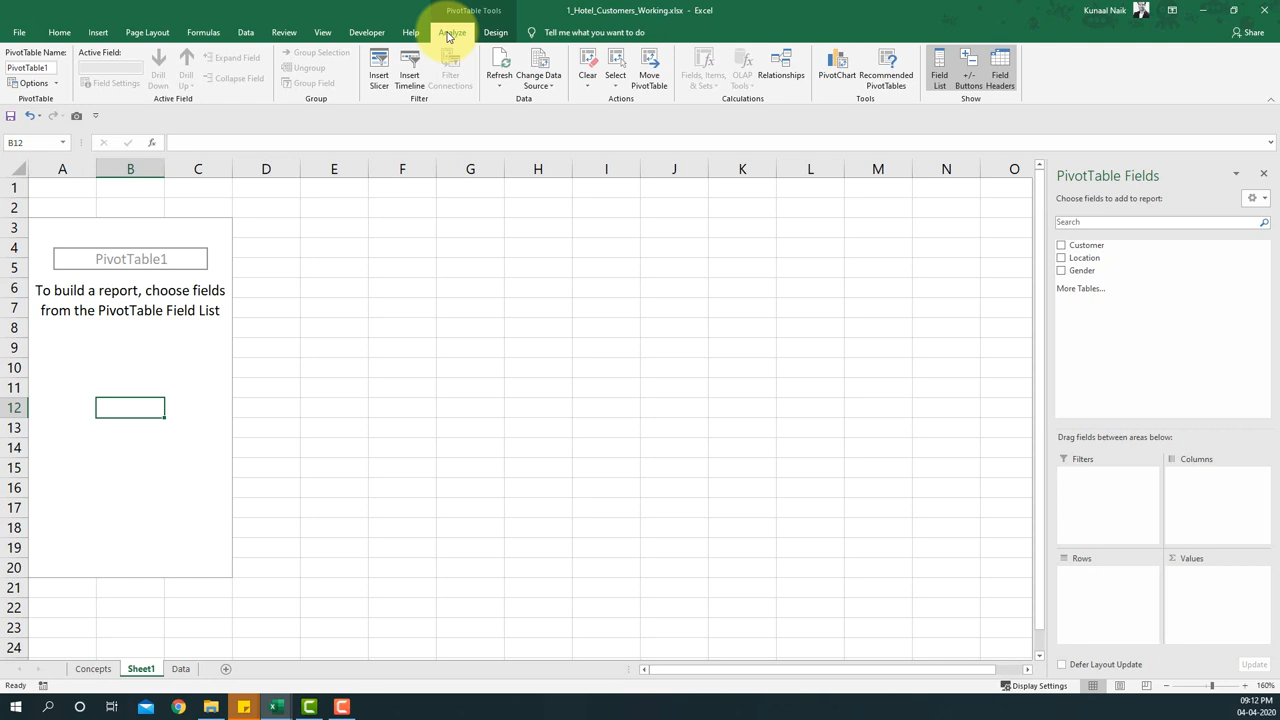 PivotTable Tools
1_Hotel_Customers_Working.xlsx - Excel
Kunaal Naik
File Home Insert Page Layout Formulas Data Review View Developer Help Analyze Design Tell me what you want to do Share
PivotTable Name:
PivotTable1
Options
PivotTable
Active Field:
Field Settings
Drill Down
Drill Up
Expand Field
Collapse Field
Active Field
Group Selection
Ungroup
Group Field
Group
Insert Slicer
Insert Timeline
Filter Connections
Filter
Refresh
Change Data Source
Data
Clear
Select
Move PivotTable
Actions
Fields, Items, & Sets
OLAP Tools
Relationships
Calculations
PivotChart
Recommended PivotTables
Tools
Field List
+/- Buttons
Field Headers
Show
B12
fx
A B C D E F G H I J K L M N O
1
2
3
4
5
6
7
8
9
10
11
12
13
14
15
16
17
18
19
20
21
22
23
24
PivotTable1
To build a report, choose fields
from the PivotTable Field List
PivotTable Fields
Choose fields to add to report:
Search
Customer
Location
Gender
More Tables...
Drag fields between areas below:
Filters
Columns
Rows
Σ Values
Defer Layout Update
Update
Concepts Sheet1 Data
Ready
Display Settings
160%
09:12 PM
04-04-2020